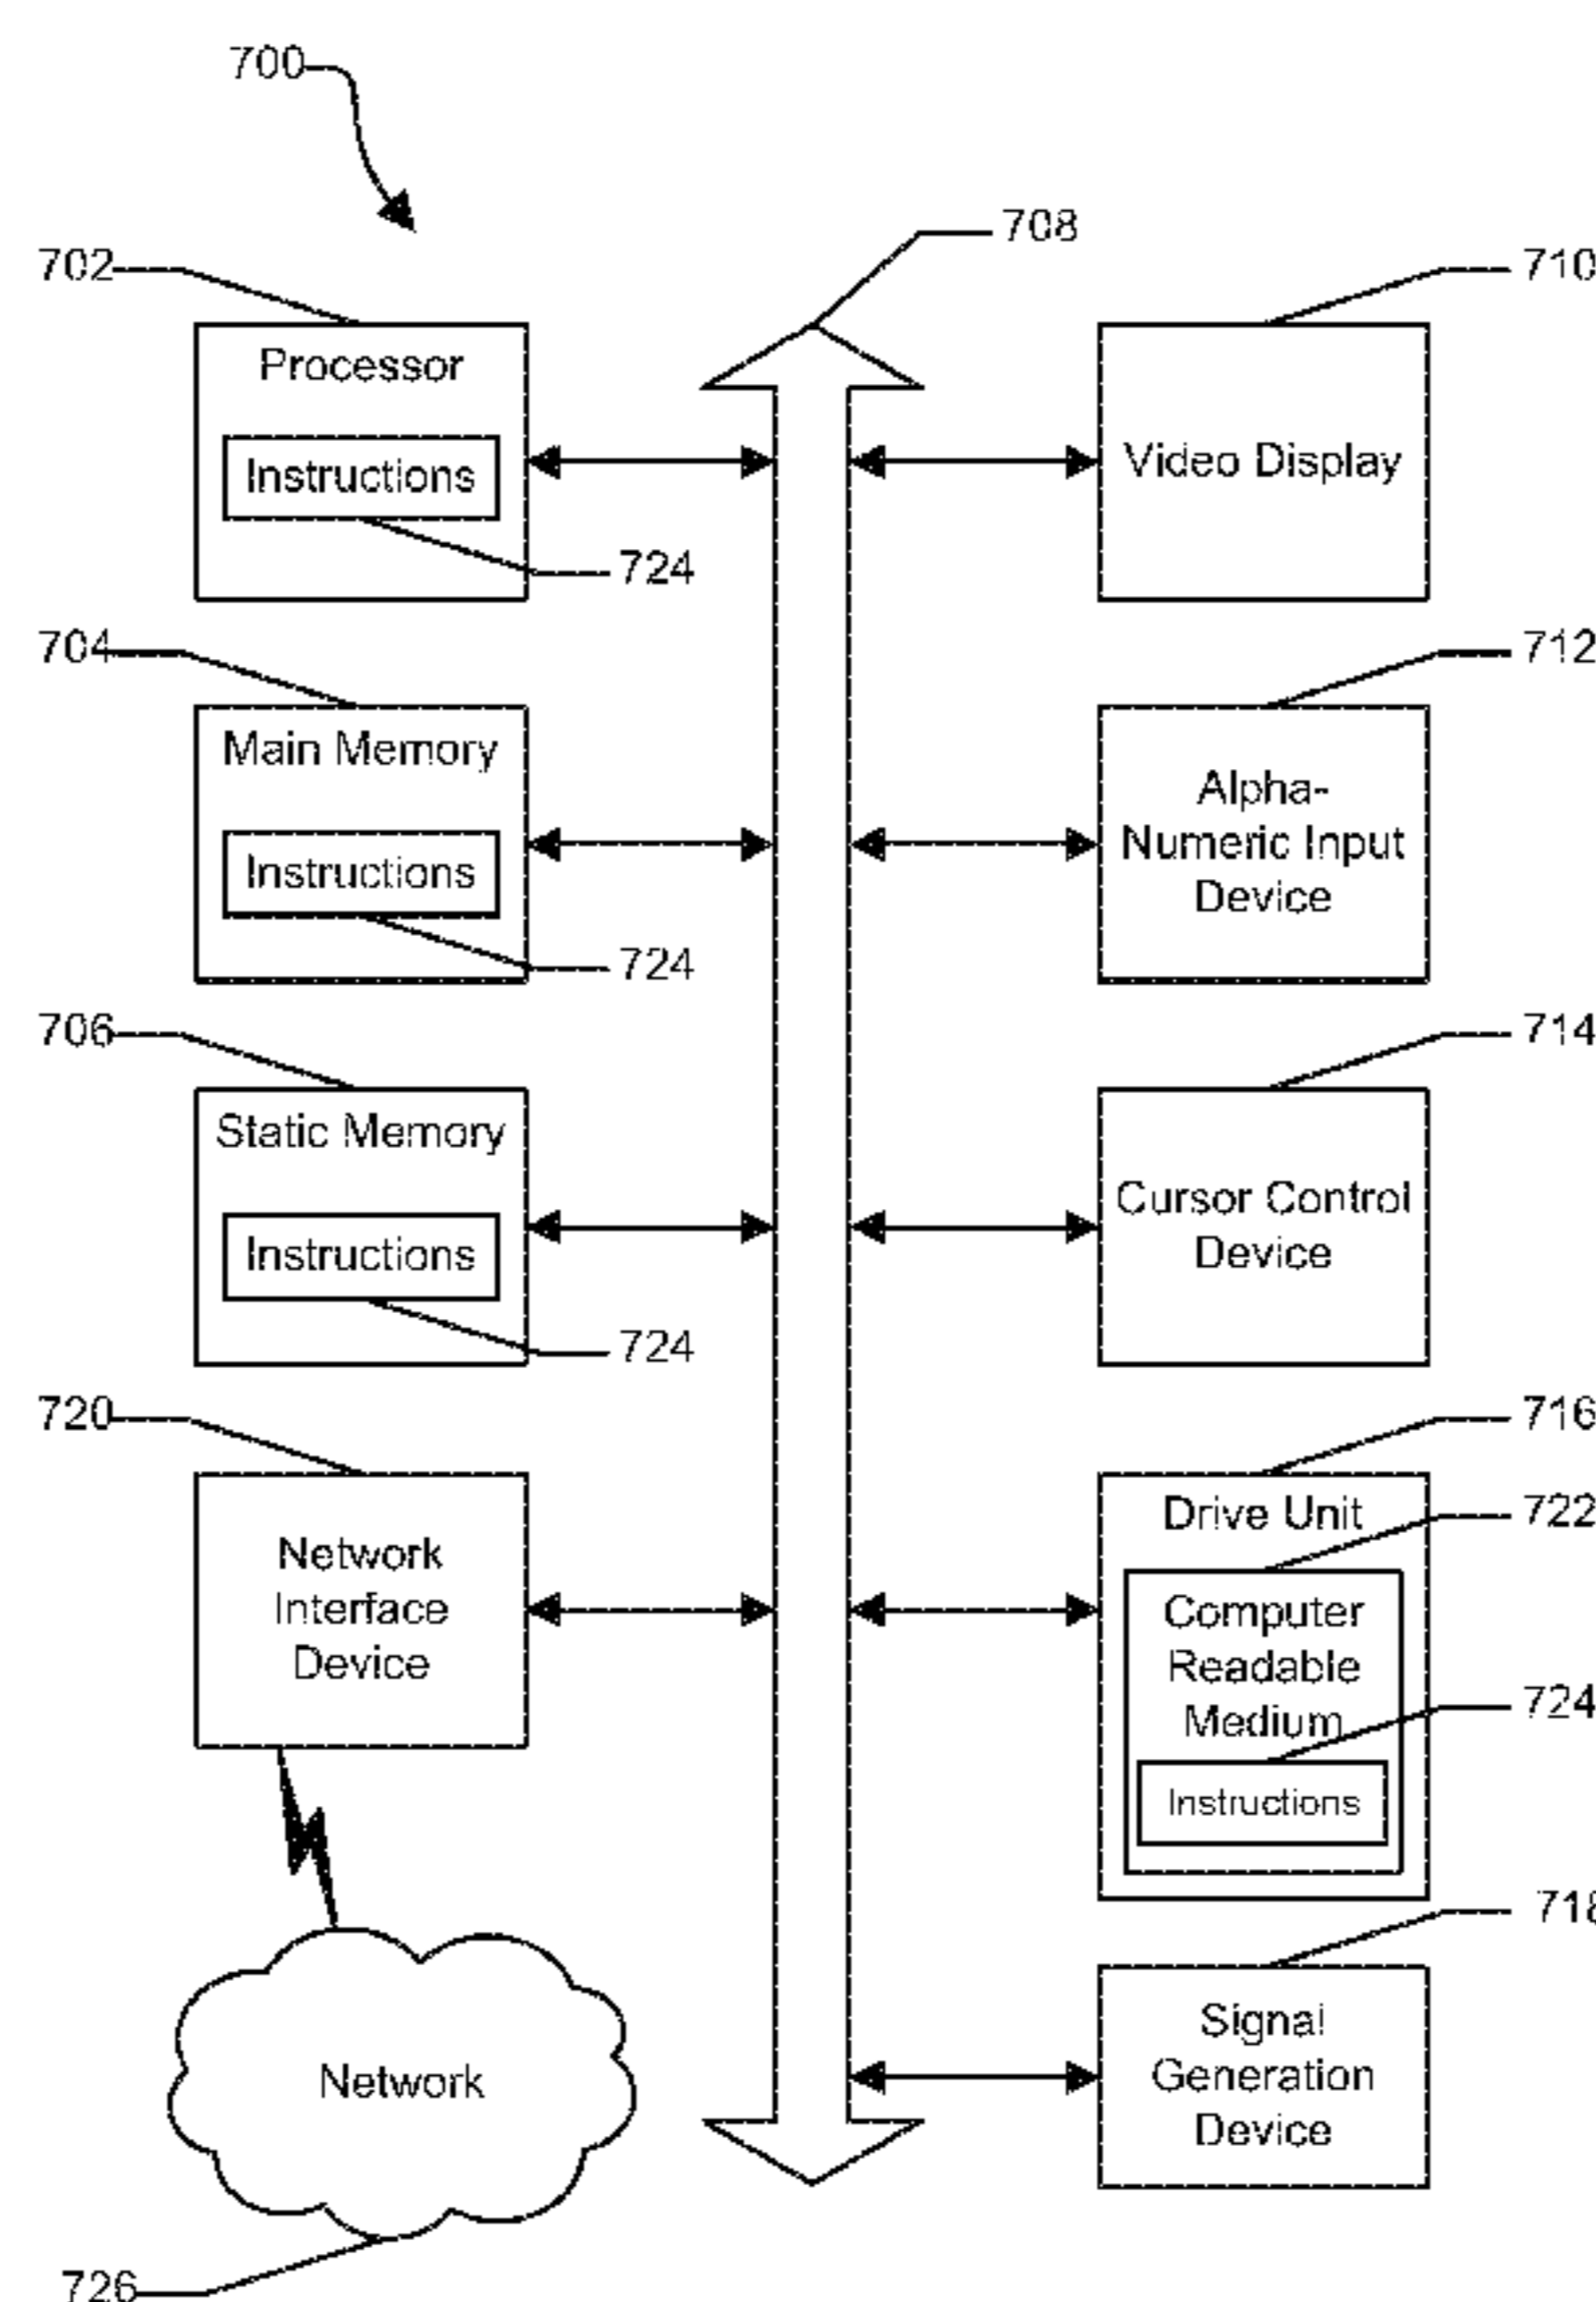 700
708
702
710
Processor
Instructions
724
Video Display
704
712
Main Memory
Instructions
724
Alpha-
Numeric Input
Device
706
714
Static Memory
Instructions
724
Cursor Control
Device
720
716
Network
Interface
Device
Drive Unit
722
Computer
Readable
Medium
724
Instructions
718
Signal
Generation
Device
Network
726